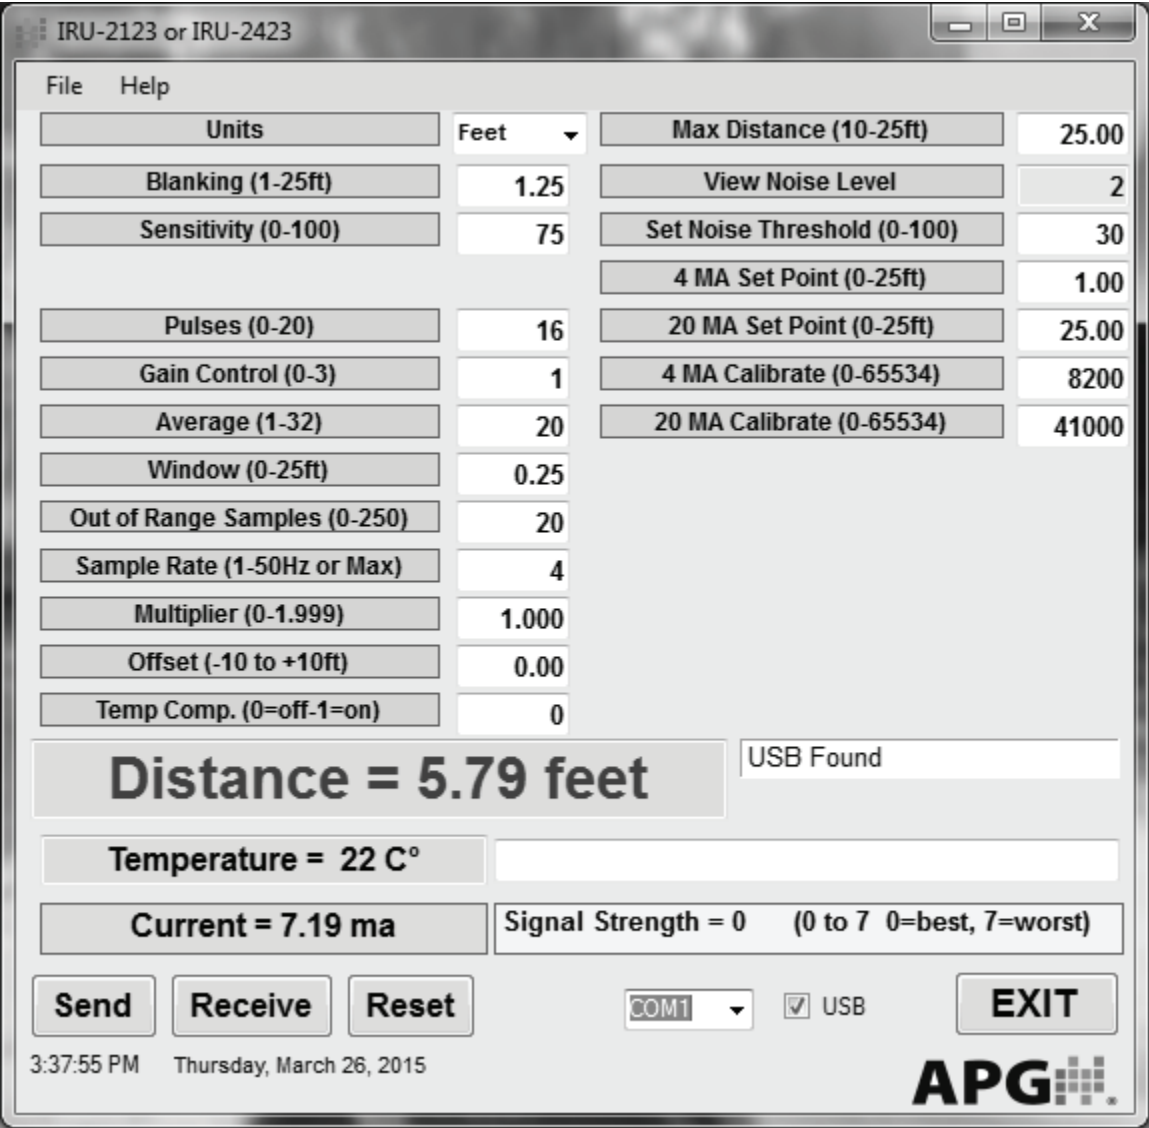 IRU-2123 or IRU-2423
File Help
Units Feet Max Distance (10-25ft) 25.00
Blanking (1-25ft) 1.25 View Noise Level 2
Sensitivity (0-100) 75 Set Noise Threshold (0-100) 30
4 MA Set Point (0-25ft) 1.00
Pulses (0-20) 16 20 MA Set Point (0-25ft) 25.00
Gain Control (0-3) 1 4 MA Calibrate (0-65534) 8200
Average (1-32) 20 20 MA Calibrate (0-65534) 41000
Window (0-25ft) 0.25
Out of Range Samples (0-250) 20
Sample Rate (1-50Hz or Max) 4
Multiplier (0-1.999) 1.000
Offset (-10 to +10ft) 0.00
Temp Comp. (0=off-1=on) 0
Distance = 5.79 feet USB Found
Temperature = 22 C°
Current = 7.19 ma Signal Strength = 0 (0 to 7 0=best, 7=worst)
Send Receive Reset COM1 USB EXIT
3:37:55 PM Thursday, March 26, 2015
APG